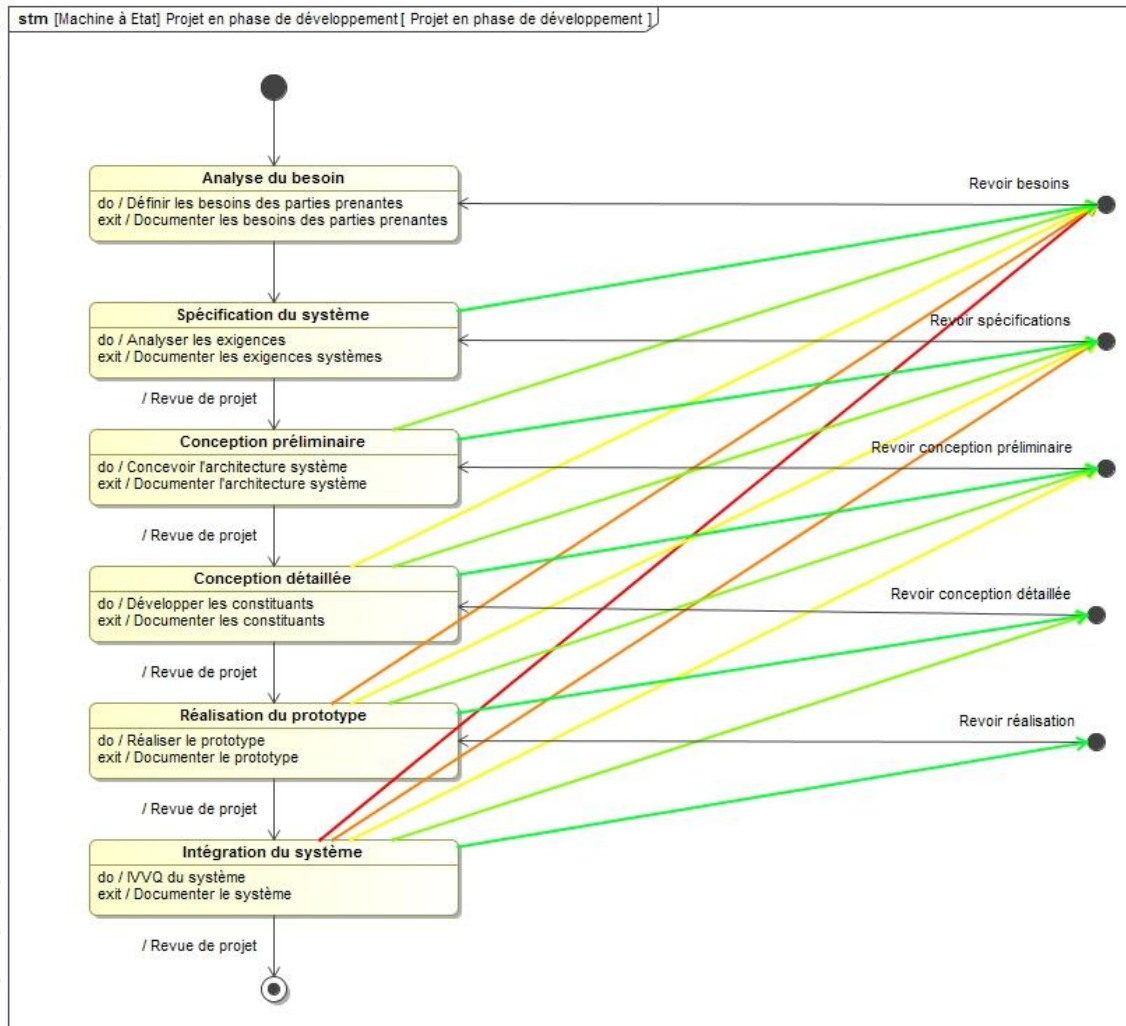 stm [Machine à Etat] Projet en phase de développement [ Projet en phase de développement ]
Analyse du besoin
do / Définir les besoins des parties prenantes
exit / Documenter les besoins des parties prenantes
Revoir besoins
Spécification du système
do / Analyser les exigences
exit / Documenter les exigences systèmes
Revoir spécifications
/ Revue de projet
Conception préliminaire
do / Concevoir l'architecture système
exit / Documenter l'architecture système
Revoir conception préliminaire
/ Revue de projet
Conception détaillée
do / Développer les constituants
exit / Documenter les constituants
Revoir conception détaillée
/ Revue de projet
Réalisation du prototype
do / Réaliser le prototype
exit / Documenter le prototype
Revoir réalisation
/ Revue de projet
Intégration du système
do / IVVQ du système
exit / Documenter le système
/ Revue de projet